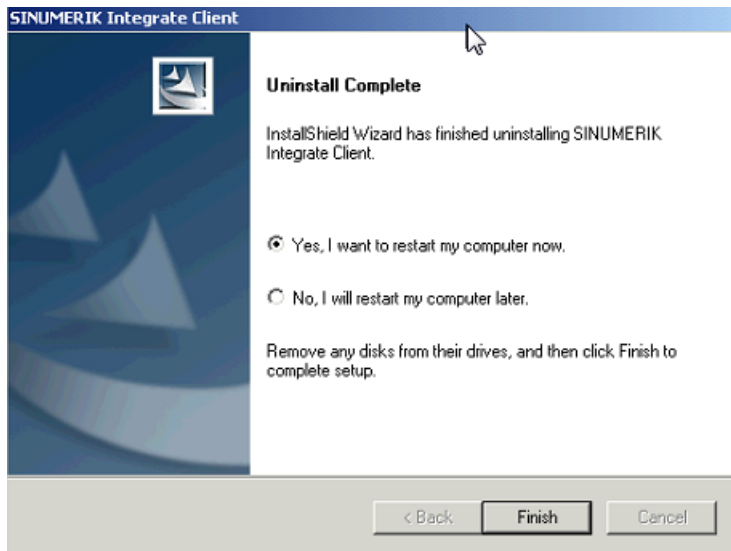 SINUMERIK Integrate Client
Uninstall Complete
InstallShield Wizard has finished uninstalling SINUMERIK
Integrate Client.
Yes, I want to restart my computer now.
No, I will restart my computer later.
Remove any disks from their drives, and then click Finish to
complete setup.
< Back
Finish
Cancel